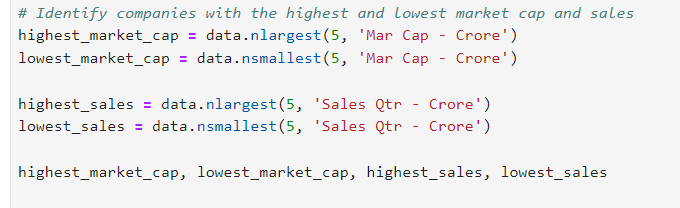 # Identify companies with the highest and lowest market cap and sales
highest_market_cap = data.nlargest(5, 'Mar Cap - Crore')
lowest_market_cap = data.nsmallest(5, 'Mar Cap - Crore')
highest_sales = data.nlargest(5, 'Sales Qtr - Crore')
lowest_sales = data.nsmallest(5, 'Sales Qtr - Crore')
highest_market_cap, lowest_market_cap, highest_sales, lowest_sales